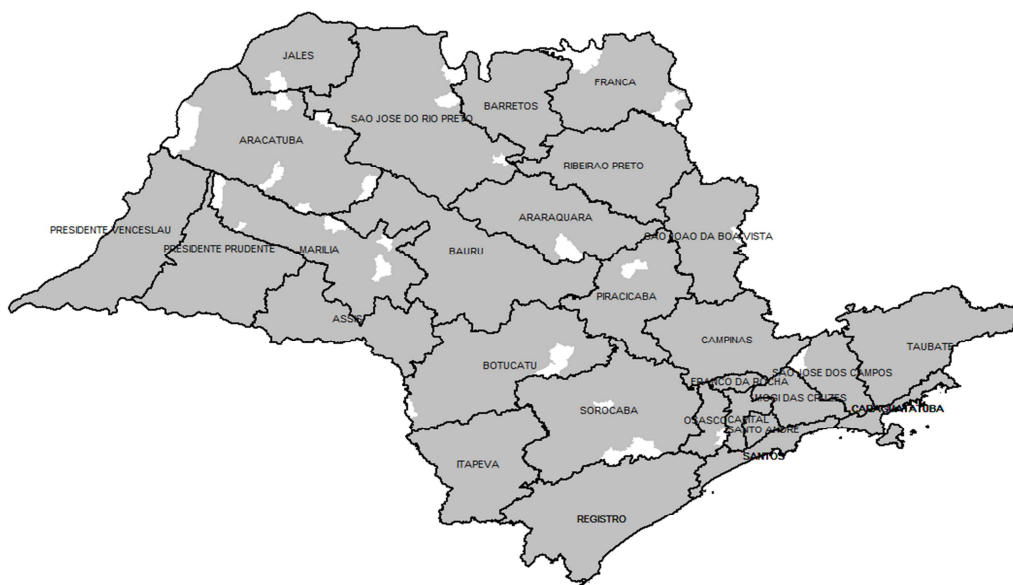 JALES
FRANCA
SAO JOSE DO RIO PRETO
BARRETOS
ARACATUBA
RIBEIRAO PRETO
ARARAQUARA
PRESIDENTE VENCESLAU
SAO JOAO DA BOA VISTA
PRESIDENTE PRUDENTE
MARILIA
BAURU
PIRACICABA
ASSIS
CAMPINAS
TAUBATE
BOTUCATU
SAO JOSE DOS CAMPOS
FRANCO DA ROCHA
MOGI DAS CRUZES
SOROCABA
CARAGUATATUBA
OSASCO
CAPITAL
SANTO ANDRE
SANTOS
ITAPEVA
REGISTRO